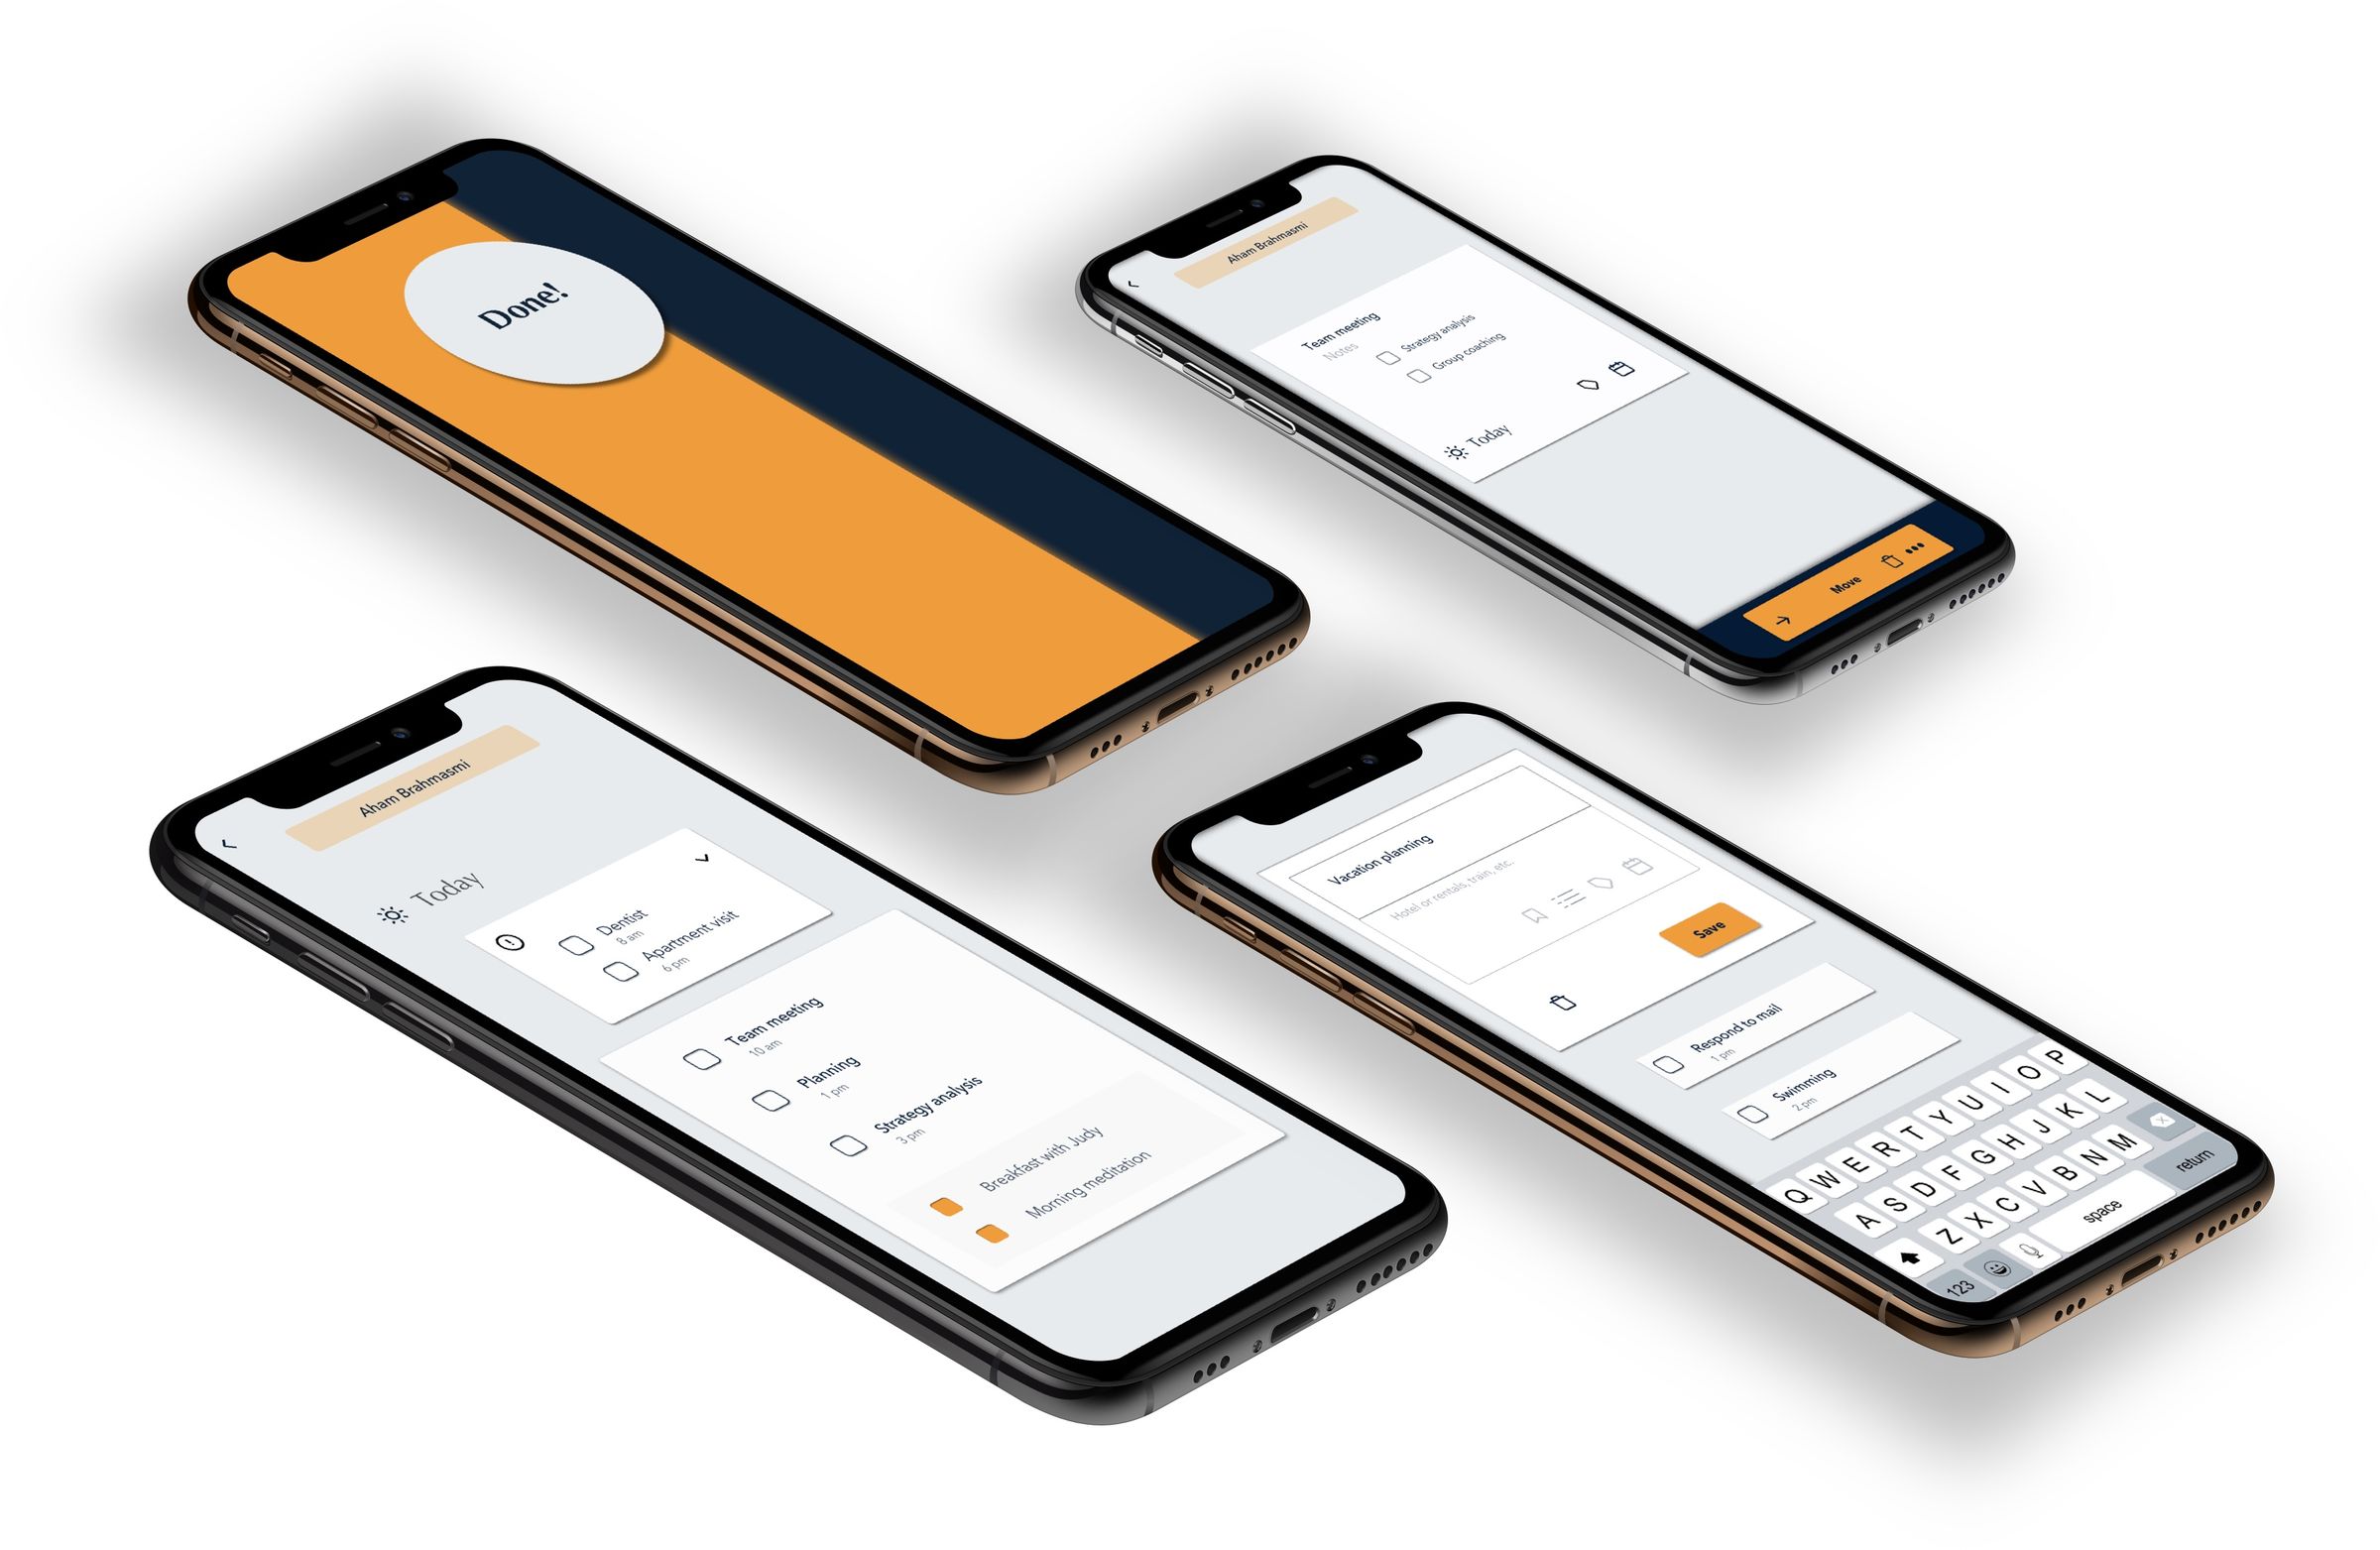 Done!
Aham Brahmasmi
Team meeting
Notes
Strategy analysis
Group coaching
Today
Move
Aham Brahmasmi
Today
Dentist
8 am
Apartment visit
6 pm
Team meeting
10 am
Planning
1 pm
Strategy analysis
3 pm
Breakfast with Judy
Morning meditation
Vacation planning
Hotel or rentals, train, etc.
Save
Respond to mail
1 pm
Swimming
2 pm
Q W E R T Y U I O P
A S D F G H J K L
Z X C V B N M
123 space return